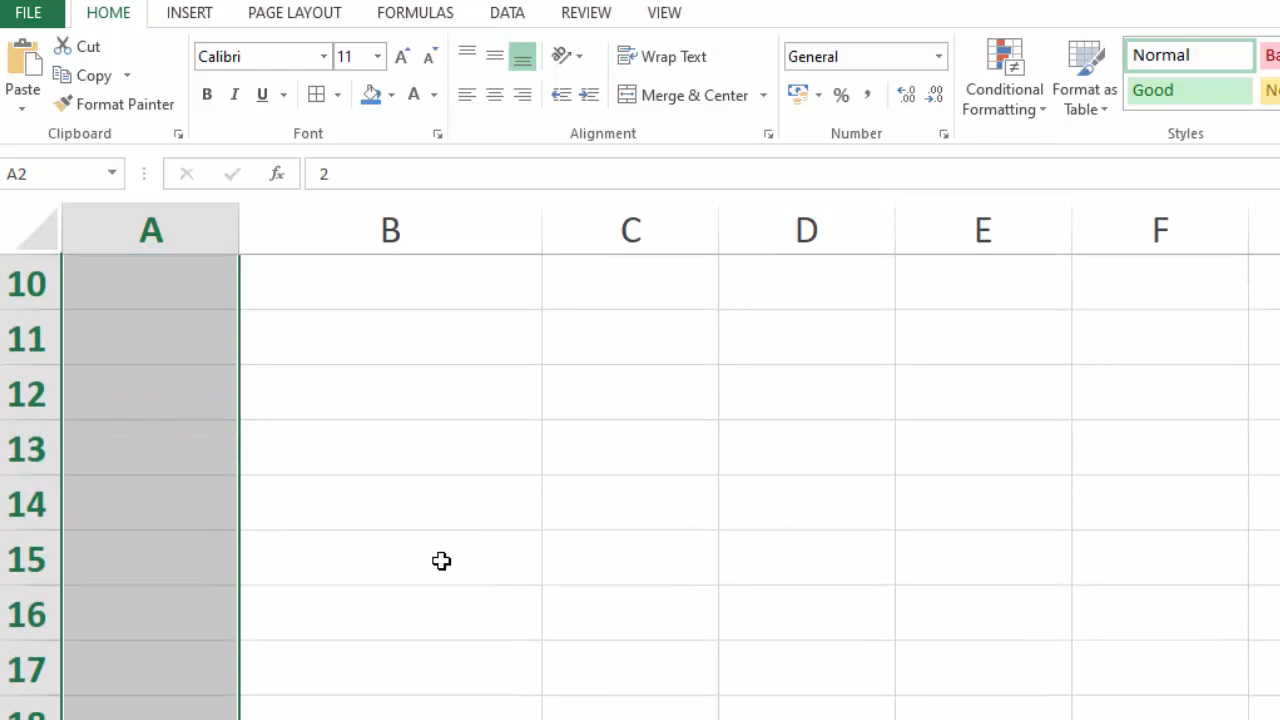 FILE HOME INSERT PAGE LAYOUT FORMULAS DATA REVIEW VIEW
Paste
Cut
Copy
Format Painter
Clipboard
Calibri 11
B I U A
Font
Wrap Text
Merge & Center
Alignment
General
%
Number
Conditional
Formatting
Format as
Table
Normal
Good
Styles
A2 fx 2
A B C D E F
10
11
12
13
14
15
16
17
18